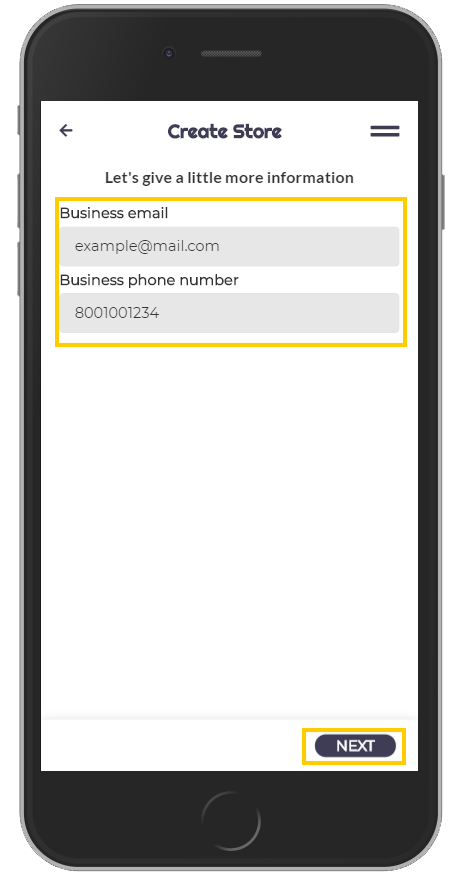 Create Store
Let's give a little more information
Business email
example@mail.com
Business phone number
8001001234
NEXT